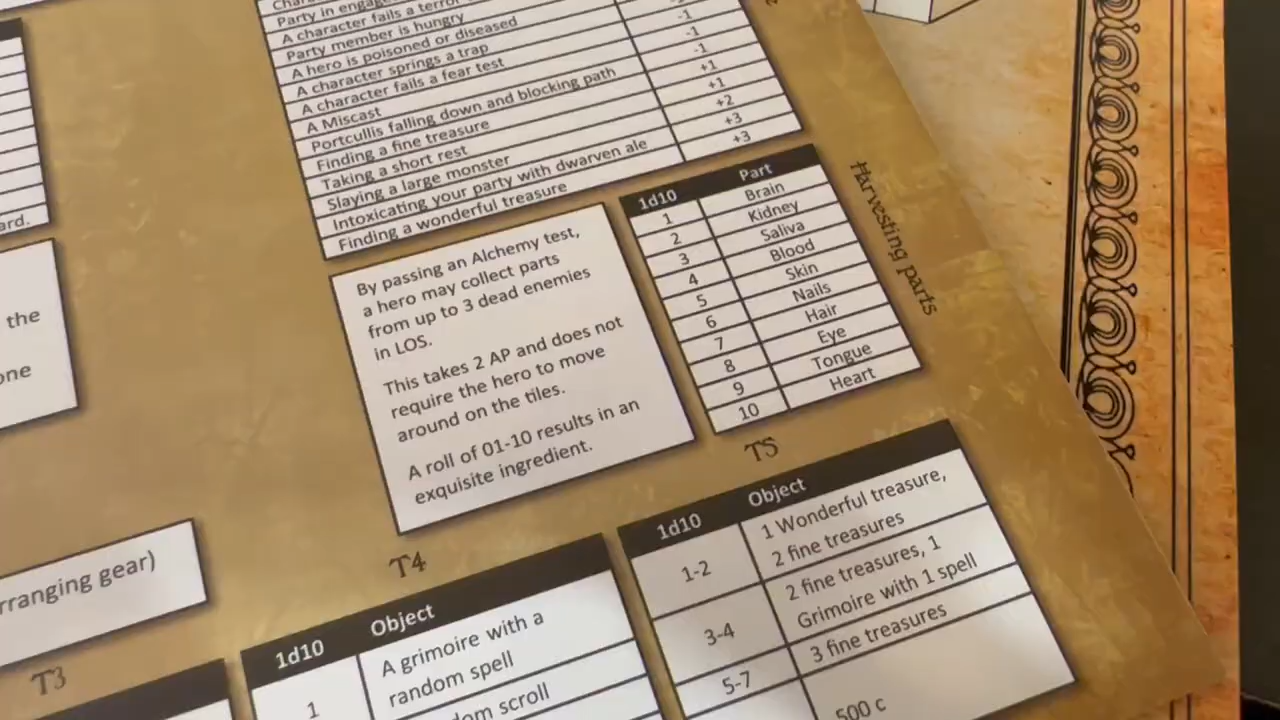 Party in
A character fails a terror
Party member is hungry
A hero is poisoned or diseased
-1
A character springs a trap
-1
A character fails a fear test
-1
A Miscast
+1
Portcullis falling down and blocking path
+1
Finding a fine treasure
+2
Taking a short rest
+3
Slaying a large monster
+3
Intoxicating your party with dwarven ale
Finding a wonderful treasure
ard.
the
one
By passing an Alchemy test,
a hero may collect parts
from up to 3 dead enemies
in LOS.
This takes 2 AP and does not
require the hero to move
around on the tiles.
A roll of 01-10 results in an
exquisite ingredient.
1d10 Part
1 Brain
2 Kidney
3 Saliva
4 Blood
5 Skin
6 Nails
7 Hair
8 Eye
9 Tongue
10 Heart
Harvesting parts
rranging gear)
T3
T4
1d10 Object
1 A grimoire with a
random spell
dom scroll
T5
1d10 Object
1-2 1 Wonderful treasure,
2 fine treasures
3-4 2 fine treasures, 1
Grimoire with 1 spell
5-7 3 fine treasures
500 c